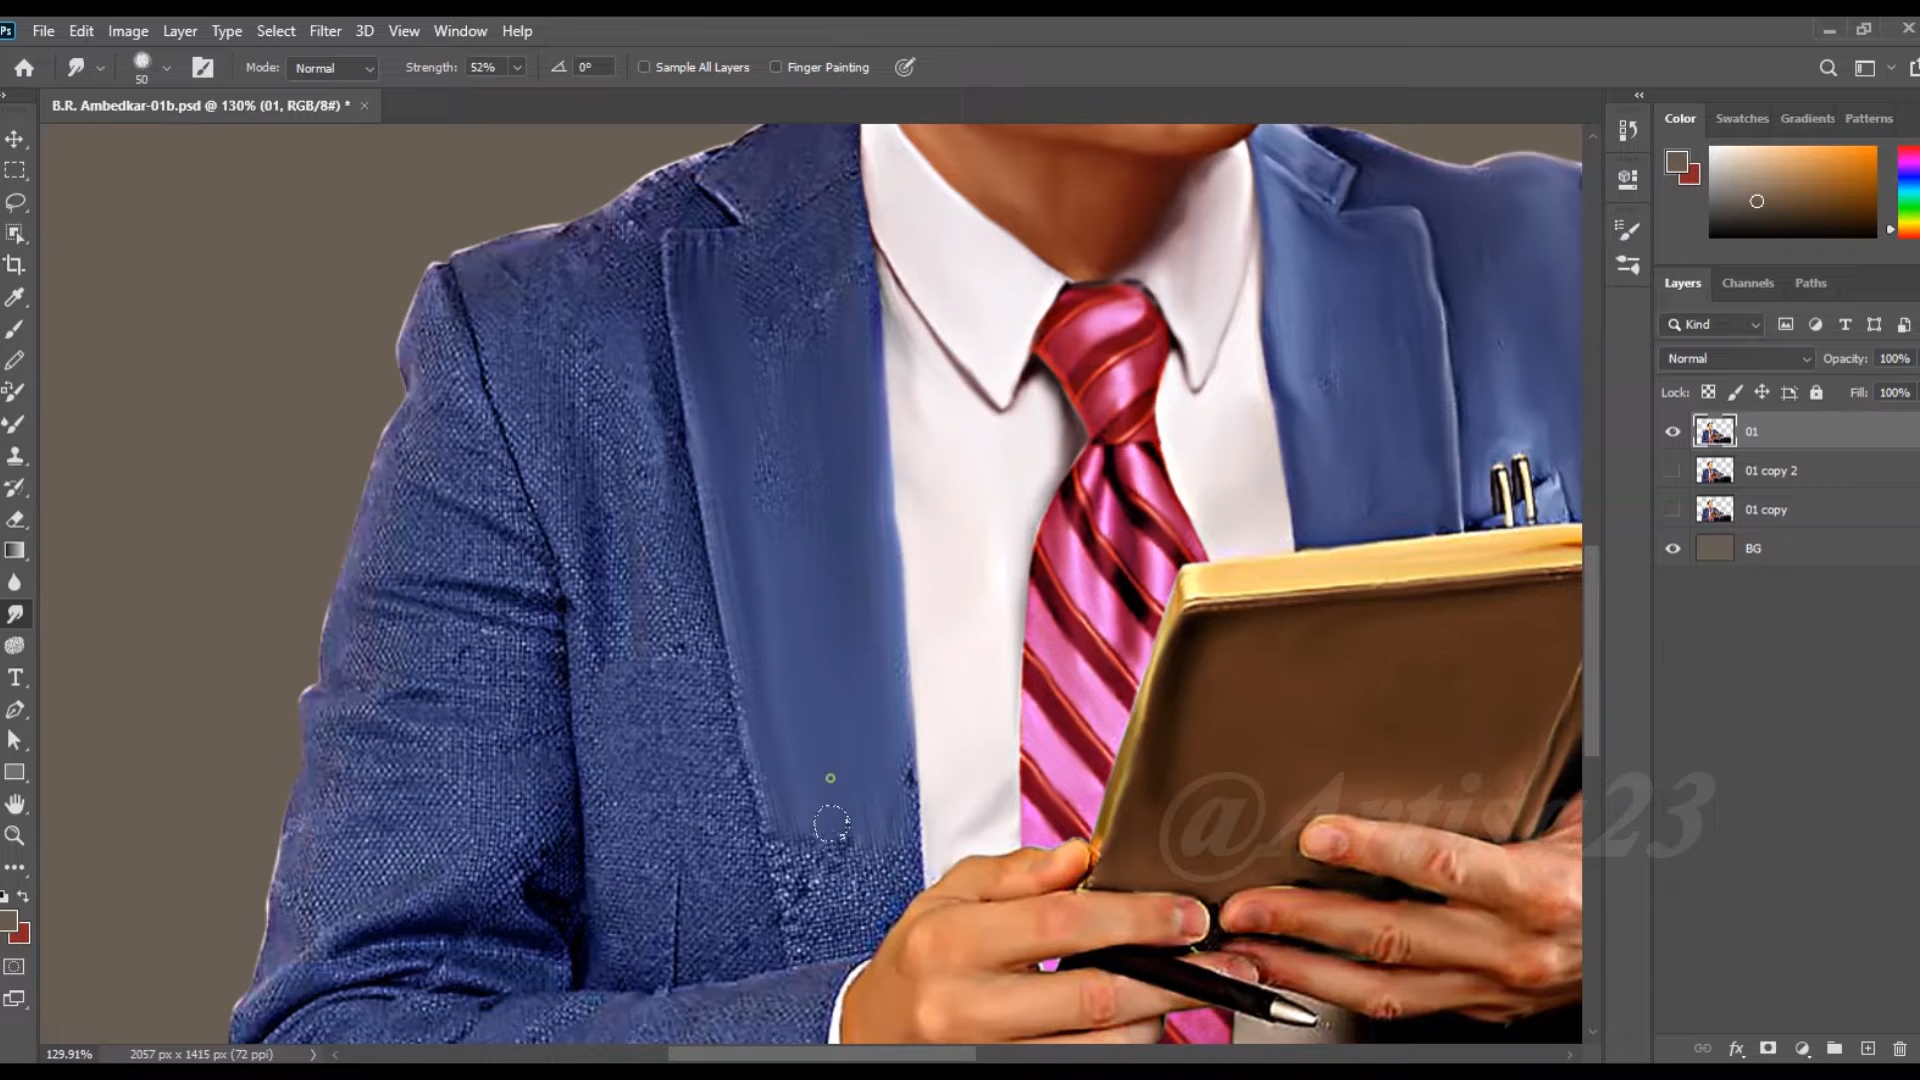 Ps File Edit Image Layer Type Select Filter 3D View Window Help
50 Mode: Normal Strength: 52% 0° Sample All Layers Finger Painting
B.R. Ambedkar-01b.psd @ 130% (01, RGB/8#) *
Color Swatches Gradients Patterns
Layers Channels Paths
Kind
Normal Opacity: 100%
Lock: Fill: 100%
01
01 copy 2
01 copy
BG
@Artisa23
129.91% 2057 px x 1415 px (72 ppi)
fx